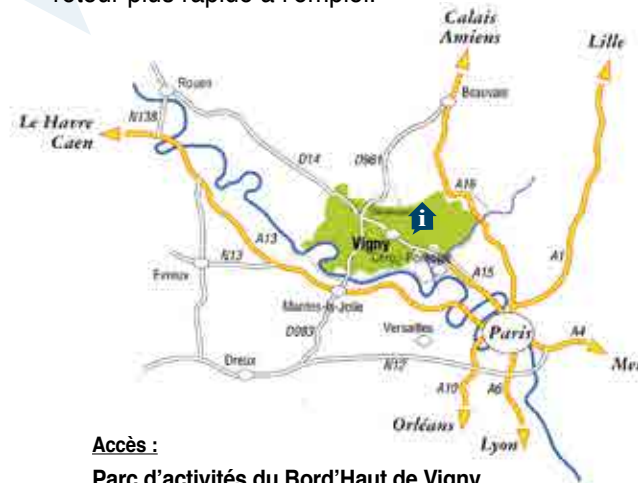 retour plus rapide à l'emploi.
Calais
Amiens
Lille
Rouen
Beauvais
Le Havre
Caen
N138
D14
D981
A16
i
Vigny
A13
N13
A15
A1
Evreux
Mantes-la-Jolie
D983
Versailles
Paris
A4
Dreux
N12
A10
A6
Orléans
Lyon
Accès :
Parc d'activités du Bord'Haut de Vigny